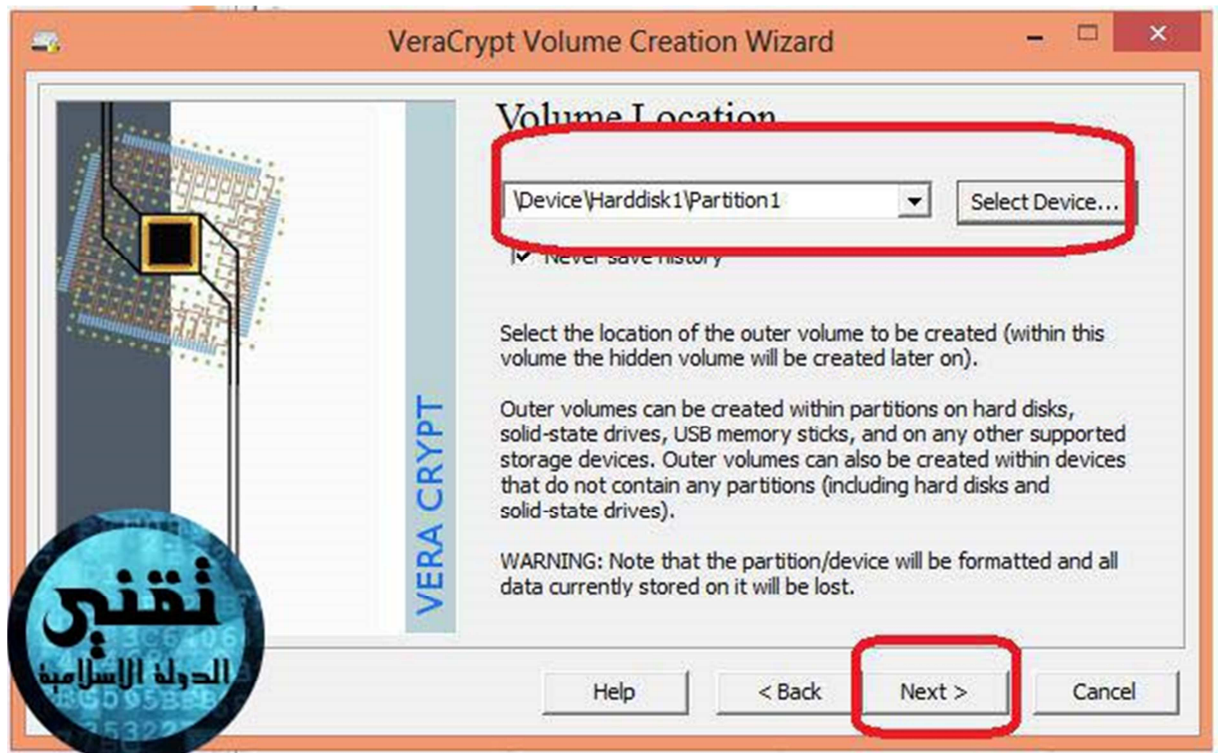 VeraCrypt Volume Creation Wizard
Volume Location
\Device\Harddisk1\Partition1
Select Device...
Never save history
Select the location of the outer volume to be created (within this
volume the hidden volume will be created later on).
Outer volumes can be created within partitions on hard disks,
solid-state drives, USB memory sticks, and on any other supported
storage devices. Outer volumes can also be created within devices
that do not contain any partitions (including hard disks and
solid-state drives).
WARNING: Note that the partition/device will be formatted and all
data currently stored on it will be lost.
VERA CRYPT
تقني
الدولة الاسلامية
Help
< Back
Next >
Cancel